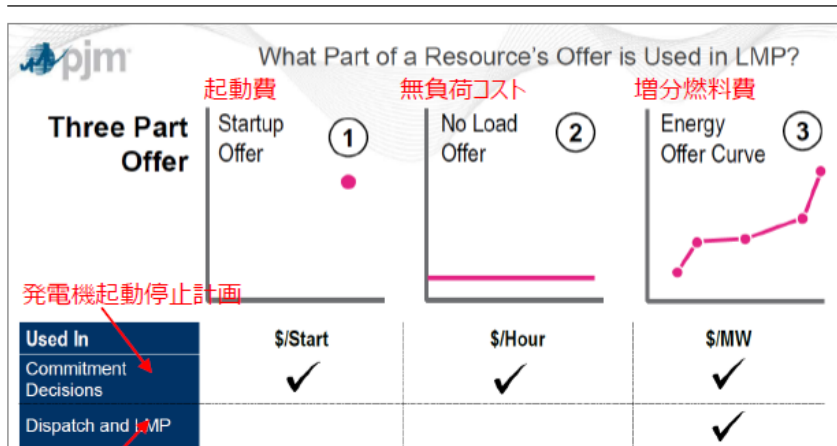 pjm
What Part of a Resource's Offer is Used in LMP?
起動費
無負荷コスト
増分燃料費
Three Part
Offer
Startup
Offer
1
No Load
Offer
2
Energy
Offer Curve
3
発電機起動停止計画
Used In
$/Start
$/Hour
$/MW
Commitment
Decisions
Dispatch and LMP